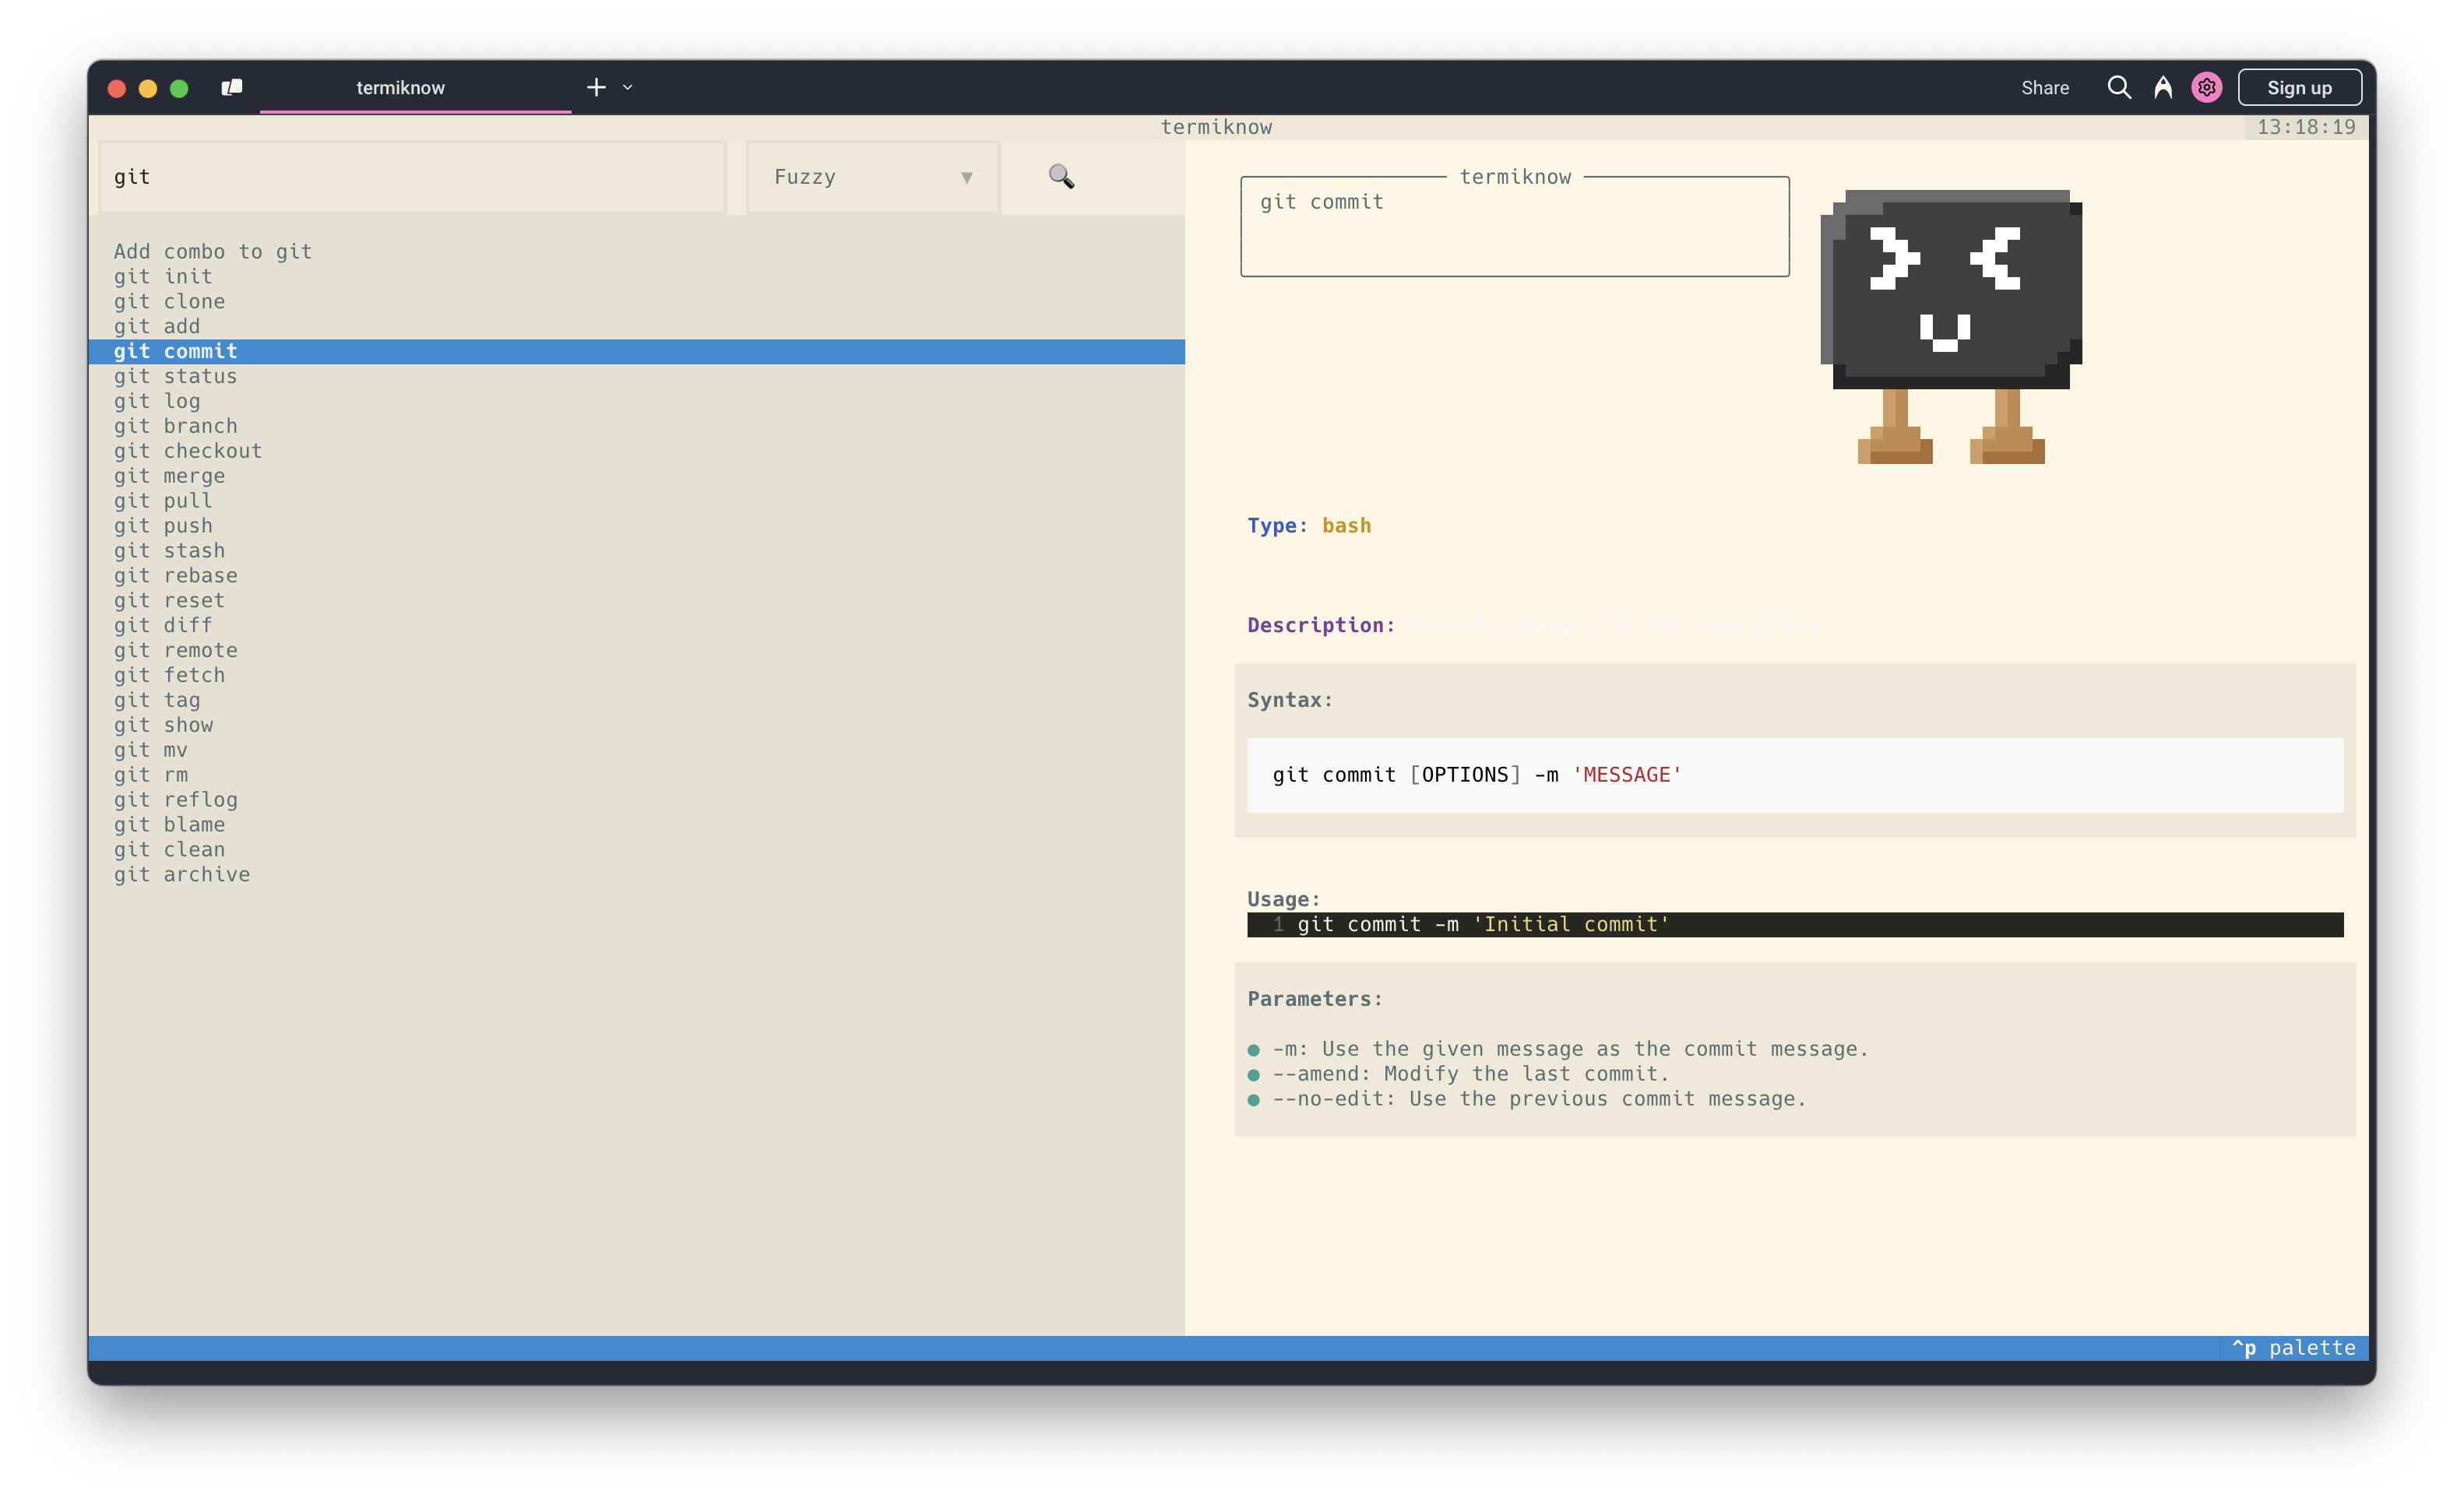 termiknow
Share
Sign up
termiknow
13:18:19
git
Fuzzy
Add combo to git
git init
git clone
git add
git commit
git status
git log
git branch
git checkout
git merge
git pull
git push
git stash
git rebase
git reset
git diff
git remote
git fetch
git tag
git show
git mv
git rm
git reflog
git blame
git clean
git archive
termiknow
git commit
Type: bash
Description:
Syntax:
git commit [OPTIONS] -m 'MESSAGE'
Usage:
1 git commit -m 'Initial commit'
Parameters:
● -m: Use the given message as the commit message.
● --amend: Modify the last commit.
● --no-edit: Use the previous commit message.
^p palette